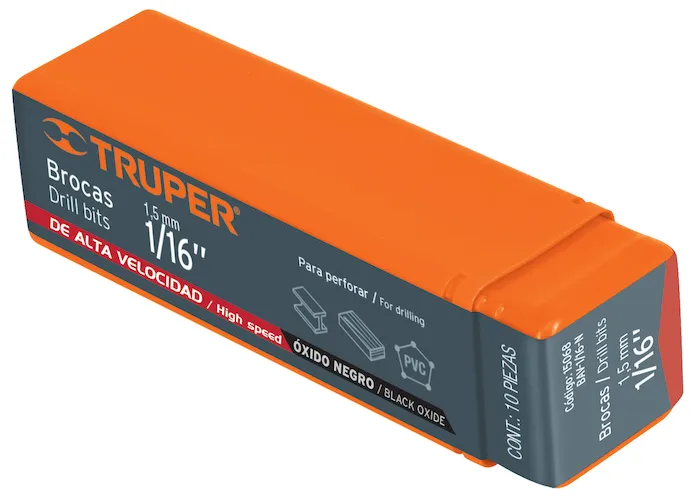 TRUPER®
Brocas
Drill bits
1,5 mm
1/16"
DE ALTA VELOCIDAD / High speed
Para perforar / For drilling
PVC
ÓXIDO NEGRO / BLACK OXIDE
CONT.: 10 PIEZAS
Código: 15068
BAV-1/16-N
Brocas / Drill bits
1,5 mm
1/16"